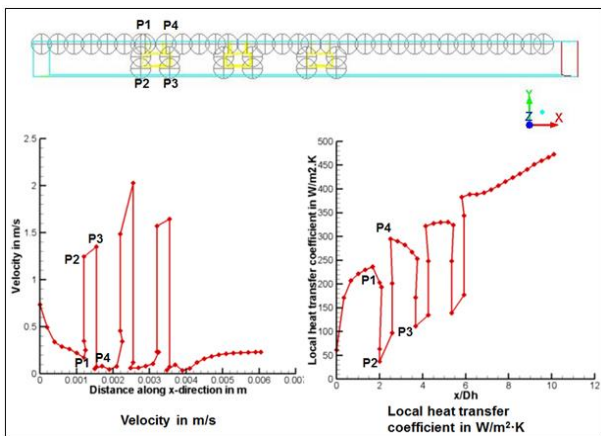 P1 P4
P2 P3
Y
Z X
2.5
2
1.5
1
0.5
0
Velocity in m/s
P3
P2
P1 P4
0 0.001 0.002 0.003 0.004 0.005 0.006
Distance along x-direction in m
Velocity in m/s
500
450
400
350
300
250
200
150
100
50
0
Local heat transfer coefficient in W/m2.K
P4
P1
P3
P2
0 2 4 6 8 10 12
x/Dh
Local heat transfer
coefficient in W/m²·K